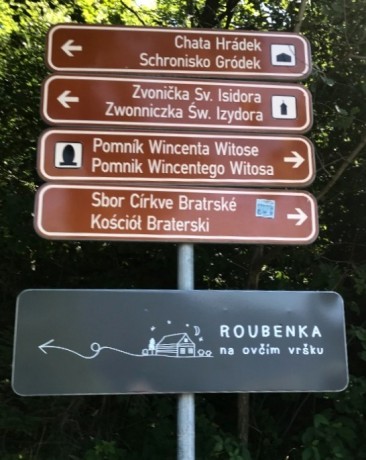 Chata Hrádek
Schronisko Gródek
Zvonička Sv. Isidora
Zwonniczka Św. Izydora
Pomník Wincenta Witose
Pomnik Wincentego Witosa
Sbor Církve Bratrské
Kościół Braterski
ROUBENKA
na ovčím vršku